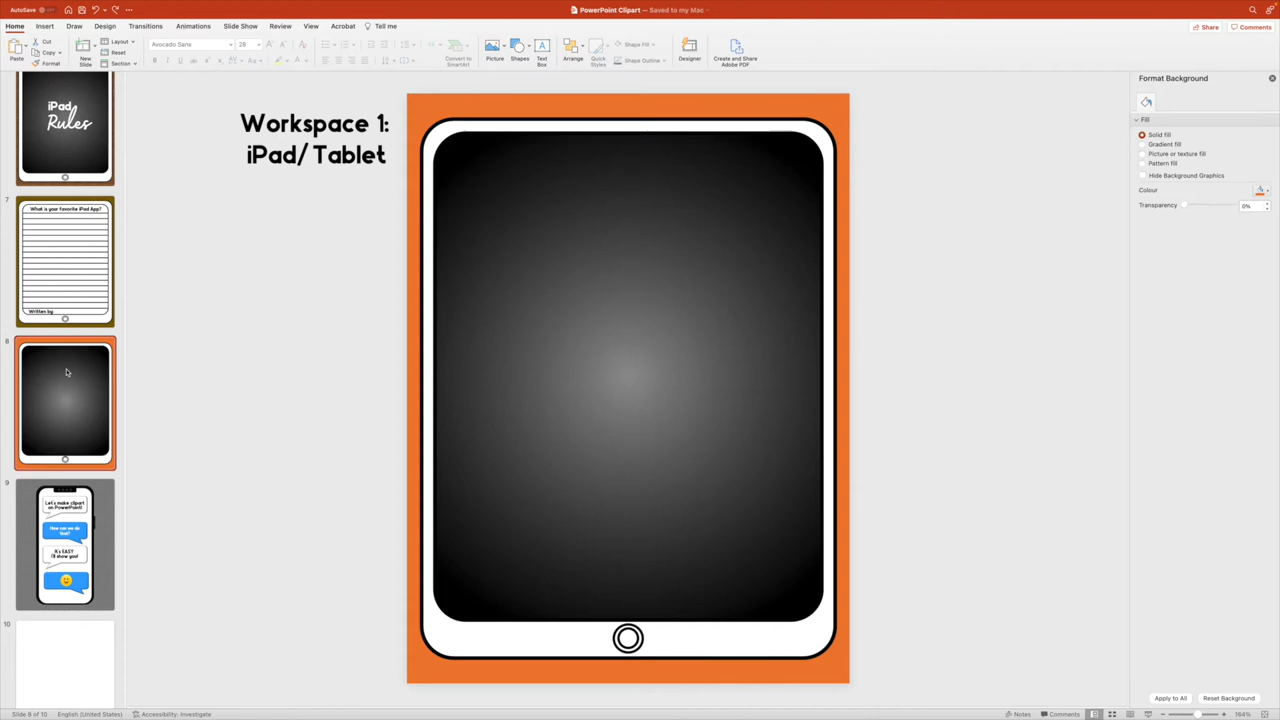 AutoSave
PowerPoint Clipart — Saved to my Mac
Home Insert Draw Design Transitions Animations Slide Show Review View Acrobat Tell me
Share Comments
Paste
Cut
Copy
Format
New Slide
Layout
Reset
Section
Avocado Sans 28
Convert to SmartArt
Picture
Shapes
Text Box
Arrange
Quick Styles
Shape Fill
Shape Outline
Designer
Create and Share Adobe PDF
iPad
Rules
7
What is your Favorite iPad App?
Written by
8
9
Let's make clipart
on PowerPoint!
How can we do
that?
It's EASY
I'll show you!
10
Workspace 1:
iPad/ Tablet
Format Background
Fill
Solid fill
Gradient fill
Picture or texture fill
Pattern fill
Hide Background Graphics
Colour
Transparency 0%
Apply to All Reset Background
Slide 8 of 10 English (United States) Accessibility: Investigate
Notes Comments 164%